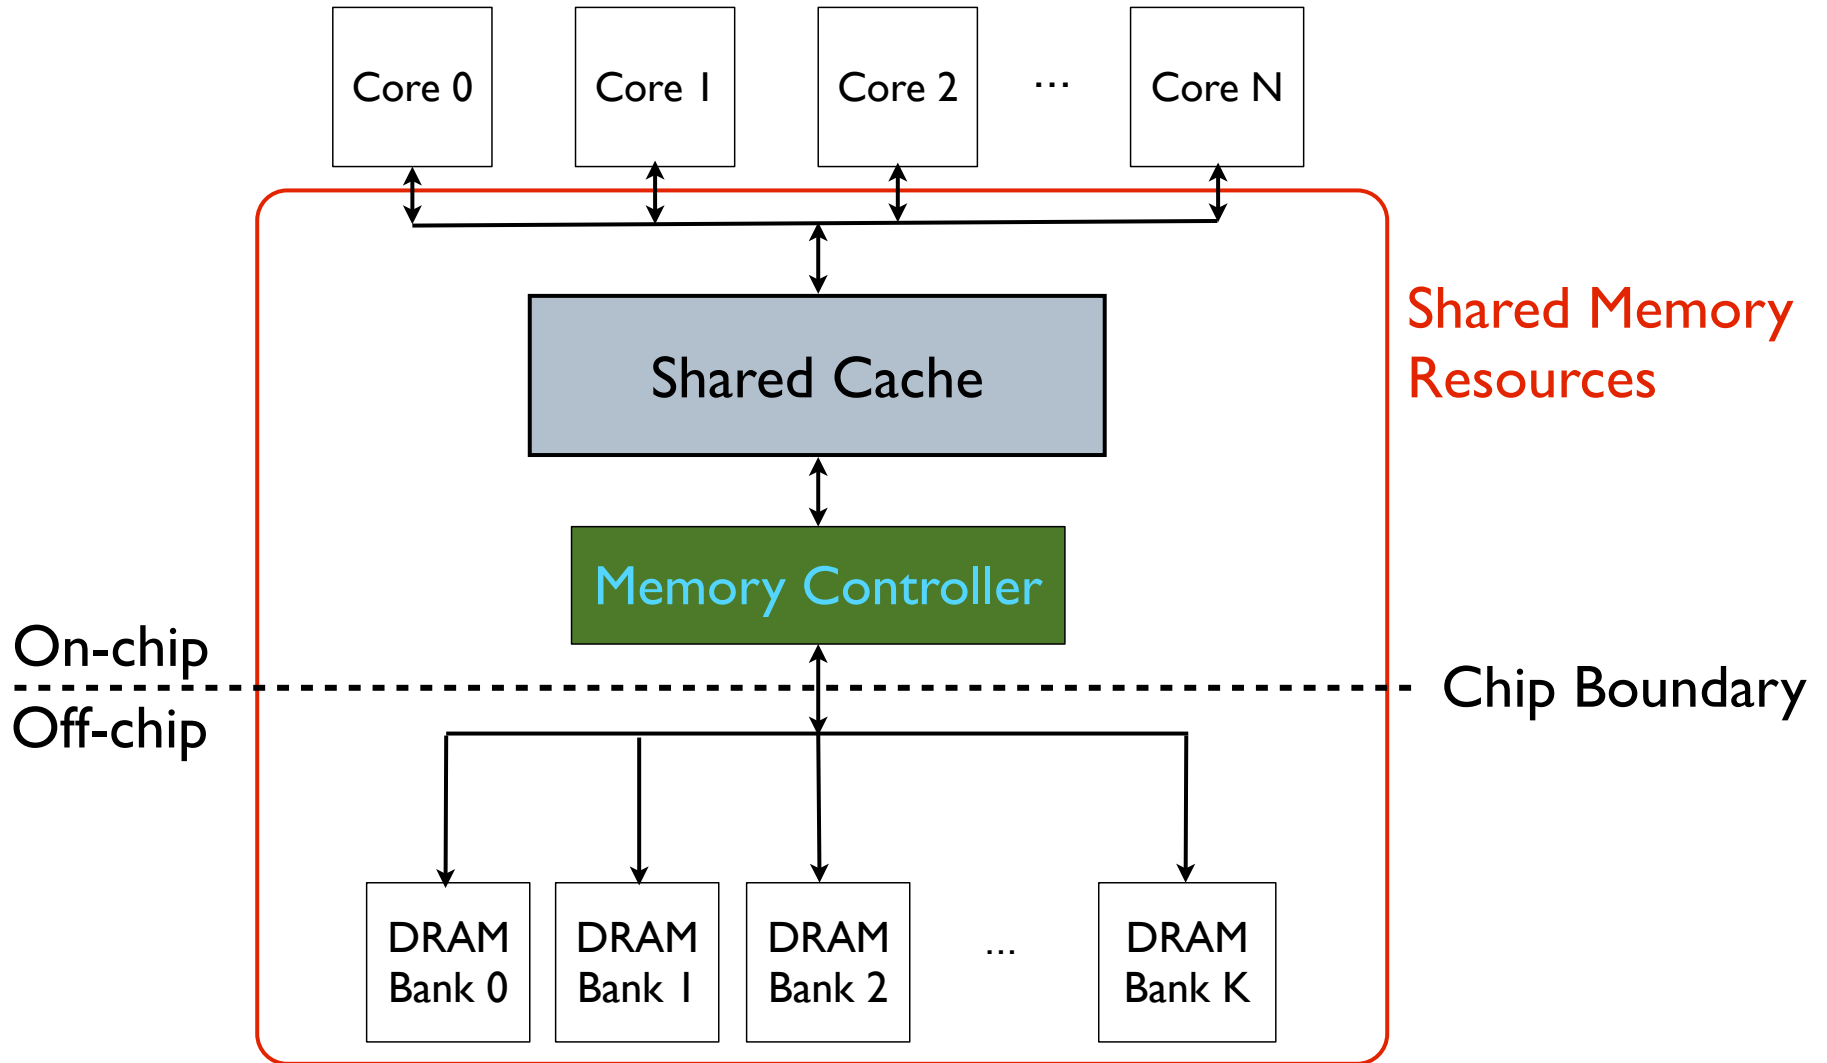 Core 0
Core 1
Core 2
...
Core N
Shared Cache
Shared Memory
Resources
Memory Controller
On-chip
Off-chip
Chip Boundary
DRAM
Bank 0
DRAM
Bank 1
DRAM
Bank 2
...
DRAM
Bank K